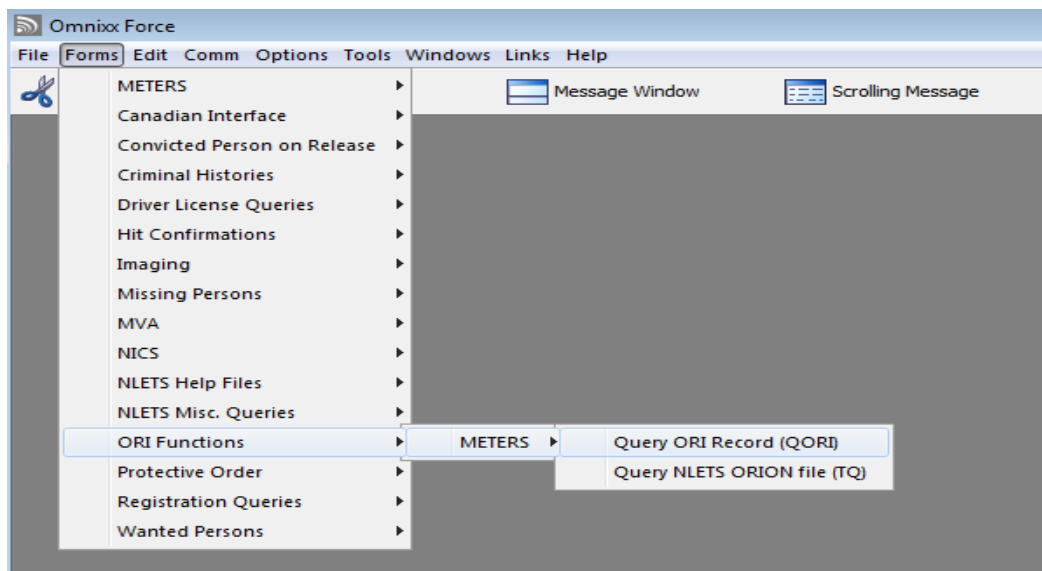 Omnixx Force
File Forms Edit Comm Options Tools Windows Links Help
Message Window Scrolling Message
METERS
Canadian Interface
Convicted Person on Release
Criminal Histories
Driver License Queries
Hit Confirmations
Imaging
Missing Persons
MVA
NICS
NLETS Help Files
NLETS Misc. Queries
ORI Functions METERS Query ORI Record (QORI)
Protective Order Query NLETS ORION file (TQ)
Registration Queries
Wanted Persons